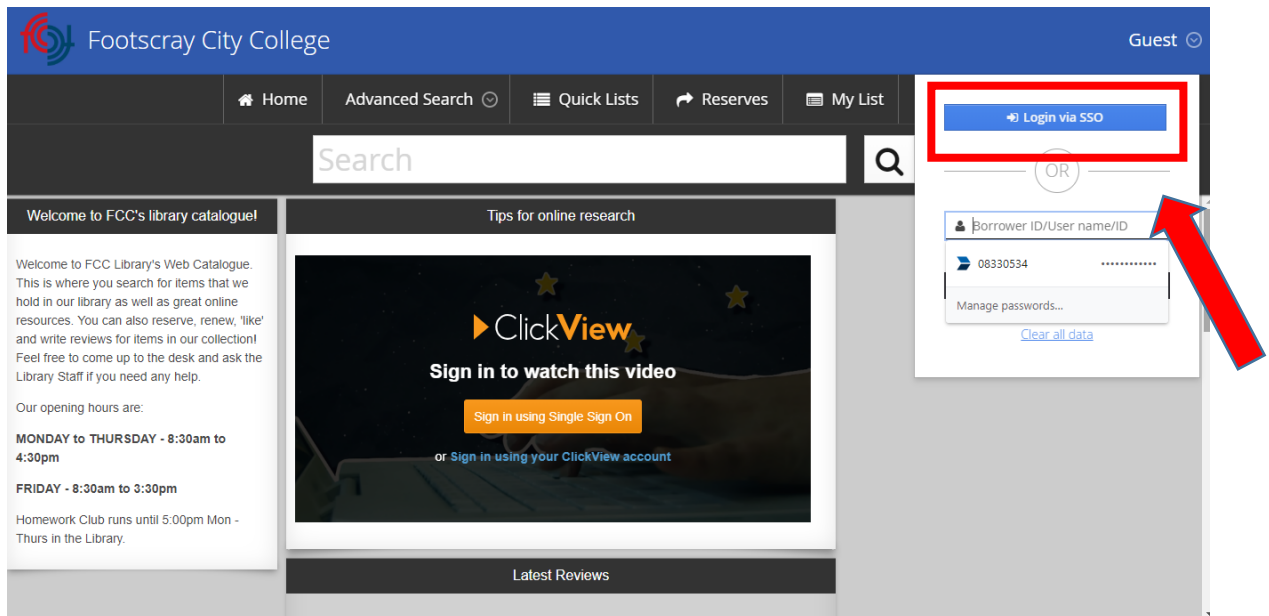 fcc Footscray City College
Guest
Home Advanced Search Quick Lists Reserves My List
Search
Login via SSO
OR
Borrower ID/User name/ID
08330534 ••••••••••••
Manage passwords...
Clear all data
Welcome to FCC's library catalogue!
Welcome to FCC Library's Web Catalogue.
This is where you search for items that we
hold in our library as well as great online
resources. You can also reserve, renew, 'like'
and write reviews for items in our collection!
Feel free to come up to the desk and ask the
Library Staff if you need any help.
Our opening hours are:
MONDAY to THURSDAY - 8:30am to
4:30pm
FRIDAY - 8:30am to 3:30pm
Homework Club runs until 5:00pm Mon -
Thurs in the Library.
Tips for online research
ClickView
Sign in to watch this video
Sign in using Single Sign On
or Sign in using your ClickView account
Latest Reviews